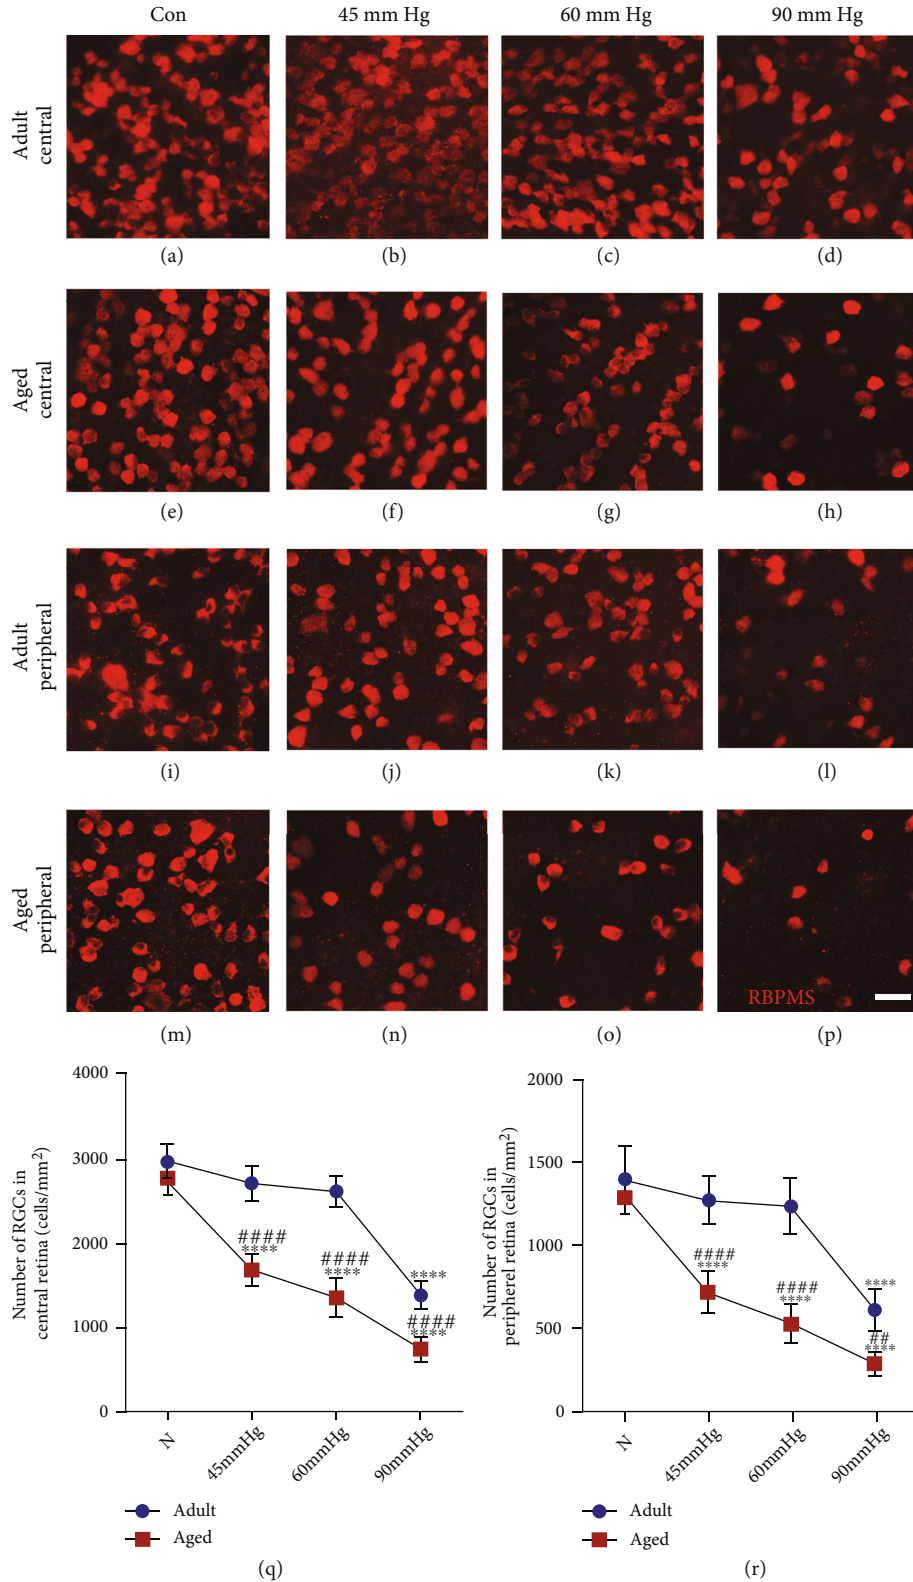 Con 45 mm Hg 60 mm Hg 90 mm Hg
Adult
central
(a) (b) (c) (d)
Aged
central
(e) (f) (g) (h)
Adult
peripheral
(i) (j) (k) (l)
Aged
peripheral
RBPMS
(m) (n) (o) (p)
Number of RGCs in
central retina (cells/mm²)
4000
3000
2000
1000
0
####
****
####
****
****
####
****
N 45mmHg 60mmHg 90mmHg
Adult
Aged
(q)
Number of RGCs in
peripherel retina (cells/mm²)
2000
1500
1000
500
0
####
****
####
****
****
##
****
N 45mmHg 60mmHg 90mmHg
Adult
Aged
(r)